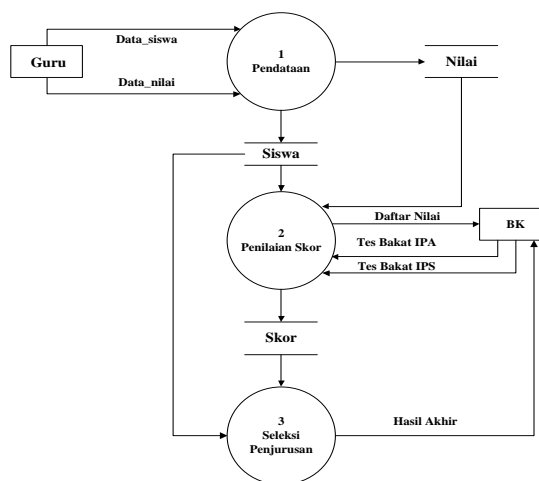 Data_siswa
1
Pendataan
Guru
Nilai
Data_nilai
Siswa
Daftar Nilai
BK
2
Penilaian Skor
Tes Bakat IPA
Tes Bakat IPS
Skor
3
Seleksi
Penjurusan
Hasil Akhir